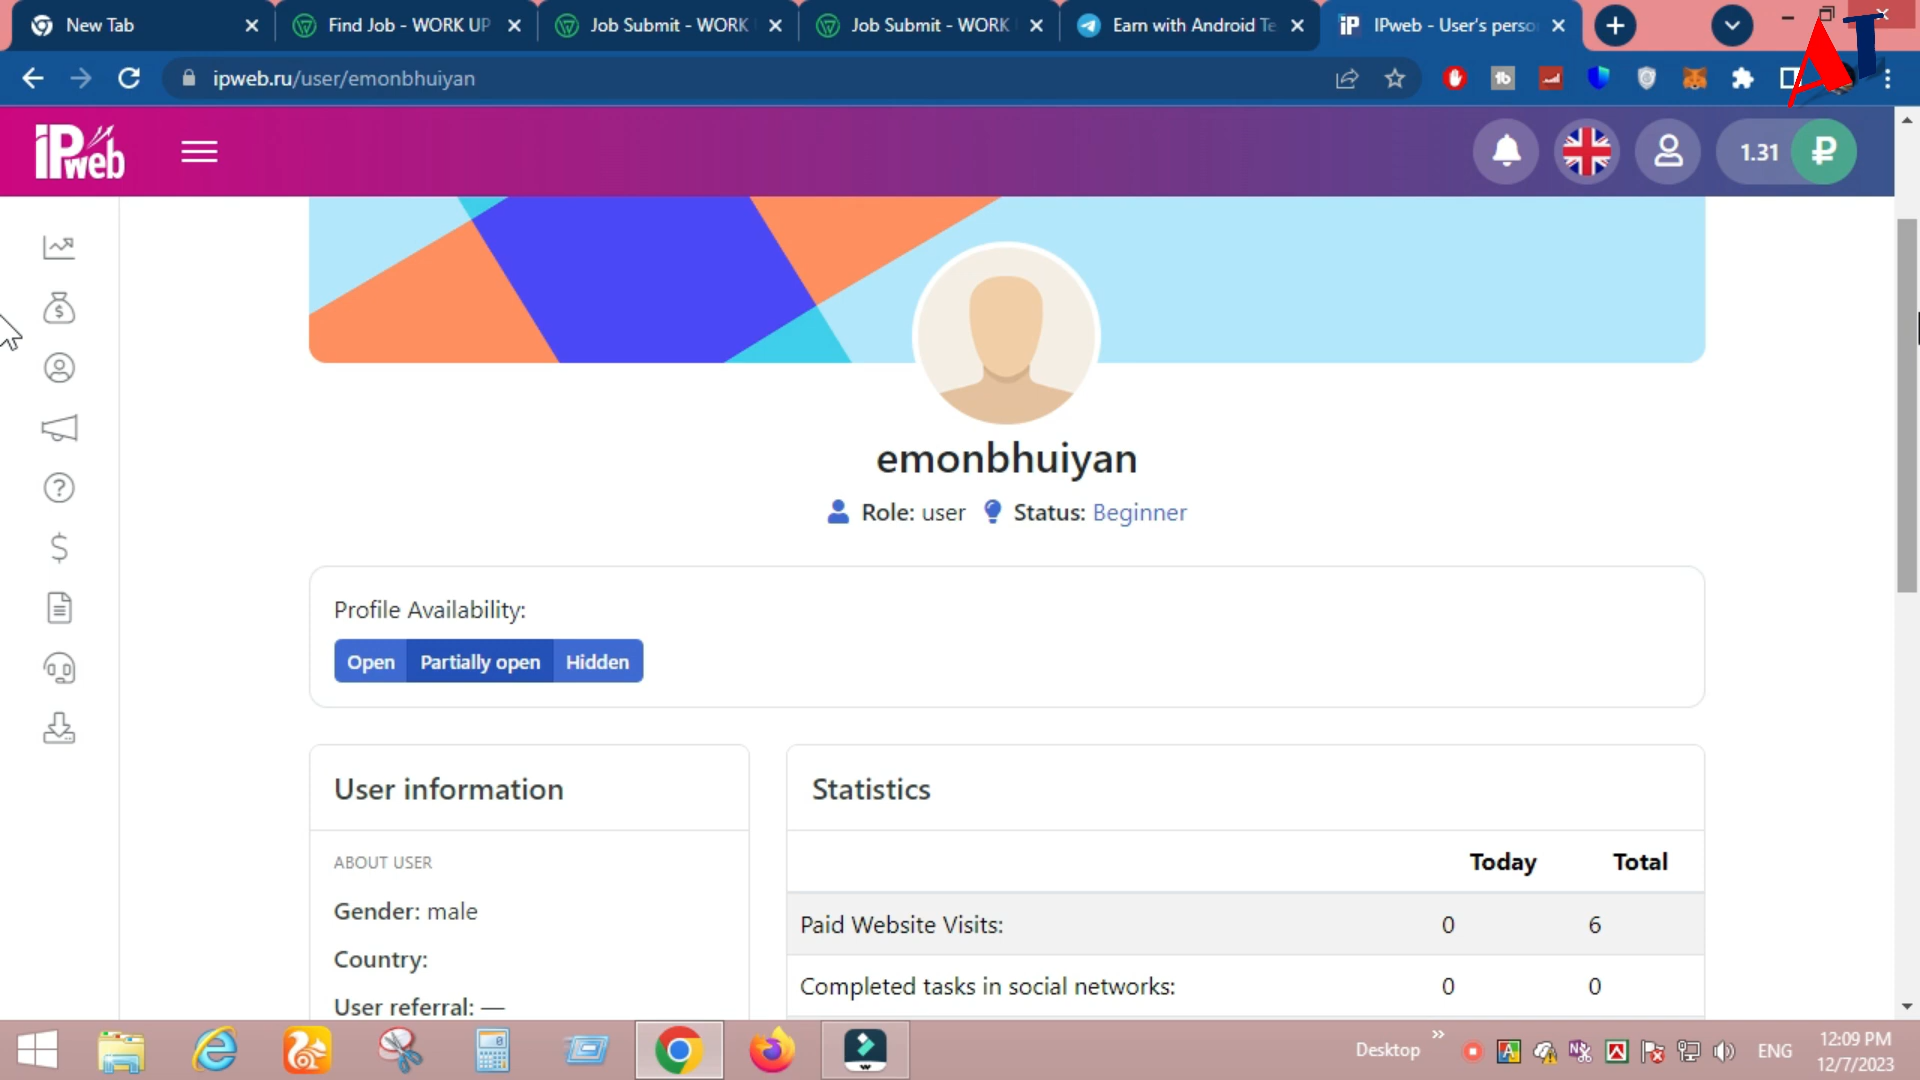 New Tab
Find Job - WORK UP
Job Submit - WORK
Job Submit - WORK
Earn with Android Te
IPweb - User's perso
AT
ipweb.ru/user/emonbhuiyan
iPweb
1.31 ₽
emonbhuiyan
Role: user Status: Beginner
Profile Availability:
Open Partially open Hidden
User information
Statistics
ABOUT USER
Today Total
Gender: male
Paid Website Visits: 0 6
Country:
Completed tasks in social networks: 0 0
User referral: —
Desktop »
ENG
12:09 PM
12/7/2023